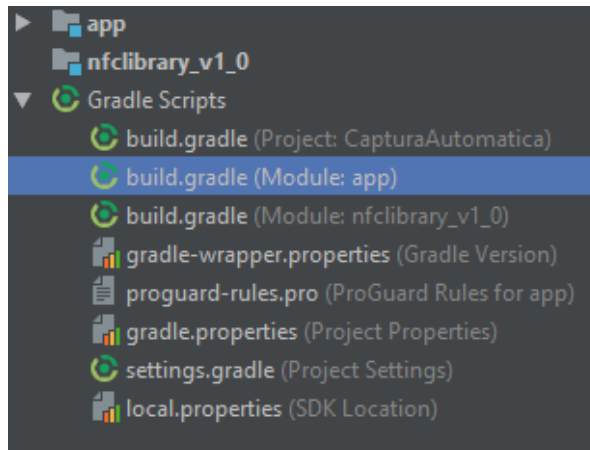 app
nfclibrary_v1_0
Gradle Scripts
build.gradle (Project: CapturaAutomatica)
build.gradle (Module: app)
build.gradle (Module: nfclibrary_v1_0)
gradle-wrapper.properties (Gradle Version)
proguard-rules.pro (ProGuard Rules for app)
gradle.properties (Project Properties)
settings.gradle (Project Settings)
local.properties (SDK Location)